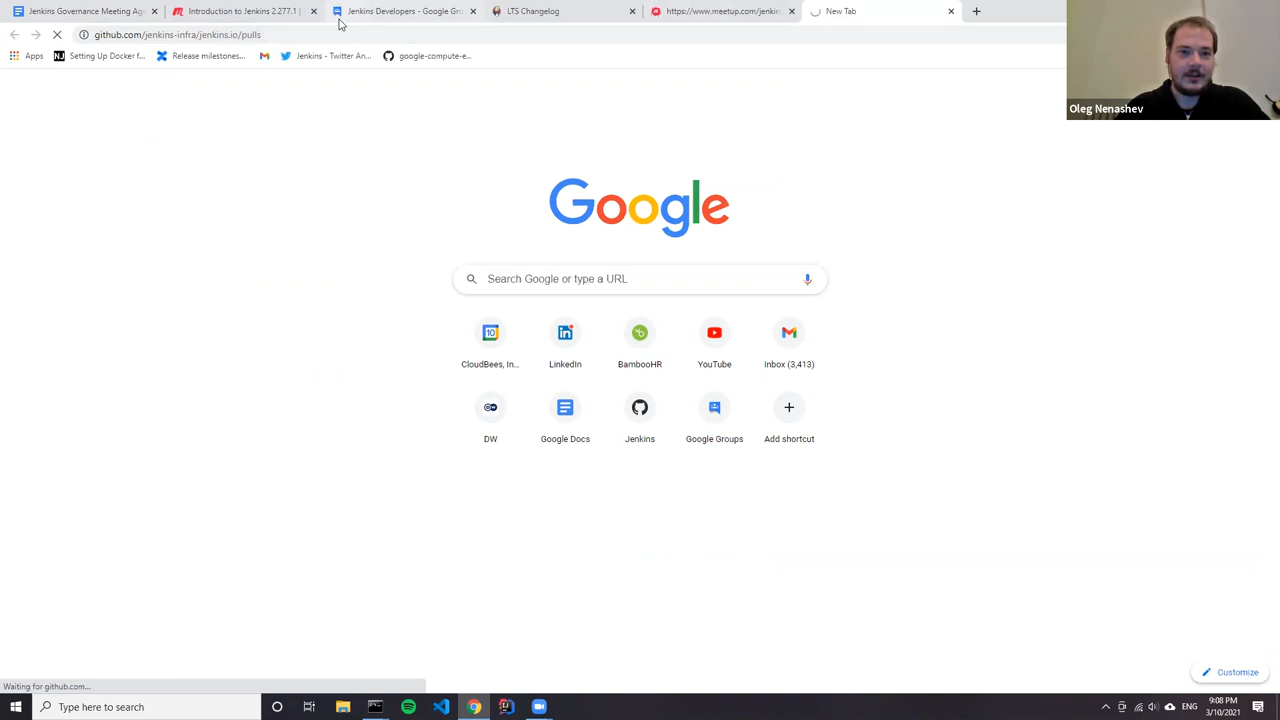 Jenkins Governance Meeting Ag
Introduction to Jenkins 2.277.1 |
Jenkins Developers - Google Gro
LTS Changelog
https://www.meetup.com/jenkin
New Tab
github.com/jenkins-infra/jenkins.io/pulls
Apps
Setting Up Docker f...
Release milestones...
Jenkins - Twitter An...
google-compute-e...
Oleg Nenashev
Google
Search Google or type a URL
10
CloudBees, In...
LinkedIn
BambooHR
YouTube
Inbox (3,413)
DW
Google Docs
Jenkins
Google Groups
Add shortcut
Customize
Waiting for github.com...
Type here to search
ENG
9:08 PM
3/10/2021